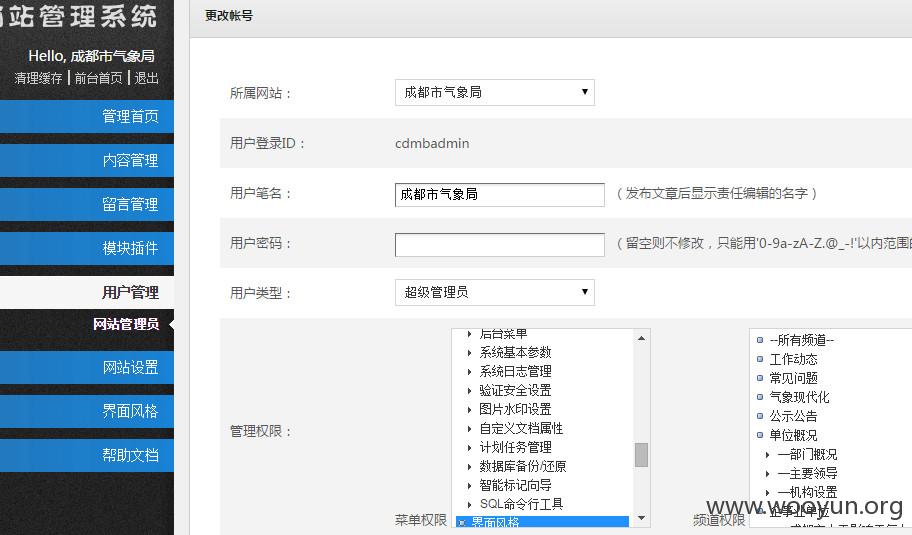 站管理系统
Hello, 成都市气象局
清理缓存 | 前台首页 | 退出
管理首页
内容管理
留言管理
模块插件
用户管理
网站管理员
网站设置
界面风格
帮助文档
更改帐号
所属网站： 成都市气象局
用户登录ID： cdmbadmin
用户笔名： 成都市气象局 （发布文章后显示责任编辑的名字）
用户密码： （留空则不修改，只能用'0-9a-zA-Z.@_-!'以内范围的
用户类型： 超级管理员
管理权限：
后台菜单
系统基本参数
系统日志管理
验证安全设置
图片水印设置
自定义文档属性
计划任务管理
数据库备份/还原
智能标记向导
SQL命令行工具
界面风格
菜单权限
--所有频道--
工作动态
常见问题
气象现代化
公示公告
单位概况
—部门概况
—主要领导
—机构设置
企事业单位
频道权限
www.wooyun.org